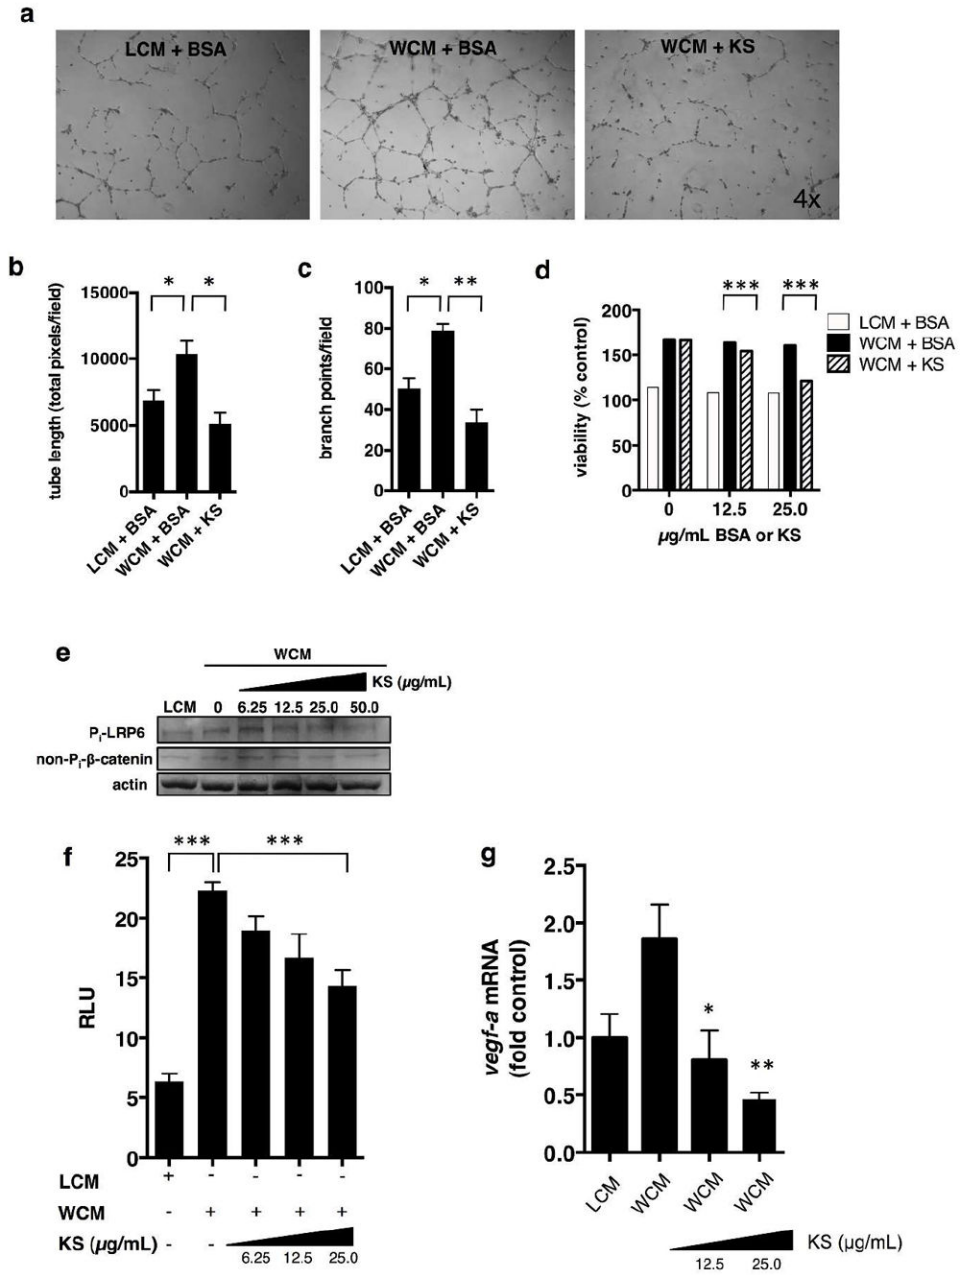 a
LCM + BSA
WCM + BSA
WCM + KS
4x
b
tube length (total pixels/field)
15000
10000
5000
0
*
*
LCM + BSA
WCM + BSA
WCM + KS
c
branch points/field
100
80
60
40
20
0
*
**
LCM + BSA
WCM + BSA
WCM + KS
d
viability (% control)
200
150
100
50
0
***
***
0 12.5 25.0
µg/mL BSA or KS
LCM + BSA
WCM + BSA
WCM + KS
e
WCM
KS (µg/mL)
LCM 0 6.25 12.5 25.0 50.0
Pi-LRP6
non-Pi-β-catenin
actin
f
RLU
25
20
15
10
5
0
***
***
LCM + - - - -
WCM - + + + +
KS (µg/mL) - - 6.25 12.5 25.0
g
vegf-a mRNA
(fold control)
2.5
2.0
1.5
1.0
0.5
0.0
*
**
LCM
WCM
WCM
WCM
KS (µg/mL)
12.5 25.0